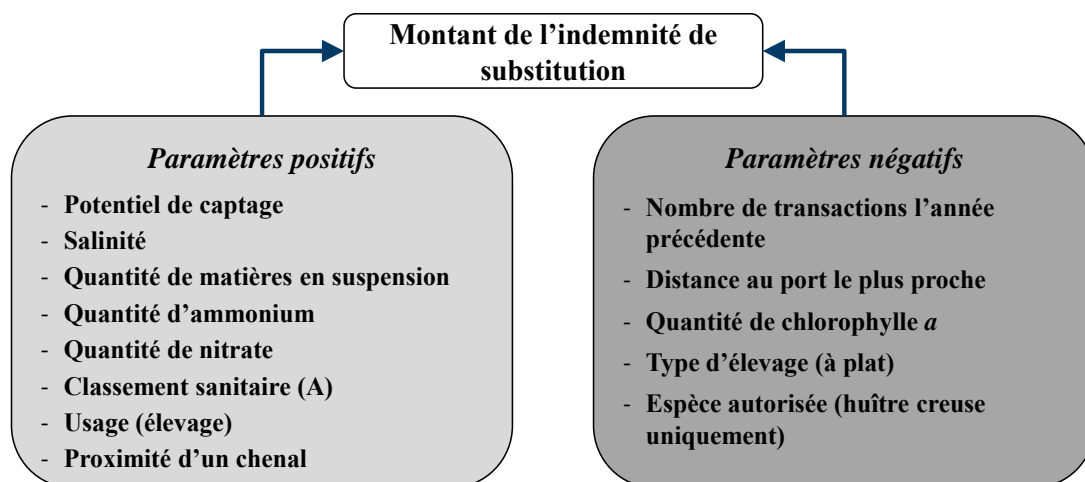 Montant de l’indemnité de
substitution
Paramètres positifs
- Potentiel de captage
- Salinité
- Quantité de matières en suspension
- Quantité d’ammonium
- Quantité de nitrate
- Classement sanitaire (A)
- Usage (élevage)
- Proximité d’un chenal
Paramètres négatifs
- Nombre de transactions l’année
précédente
- Distance au port le plus proche
- Quantité de chlorophylle a
- Type d’élevage (à plat)
- Espèce autorisée (huître creuse
uniquement)